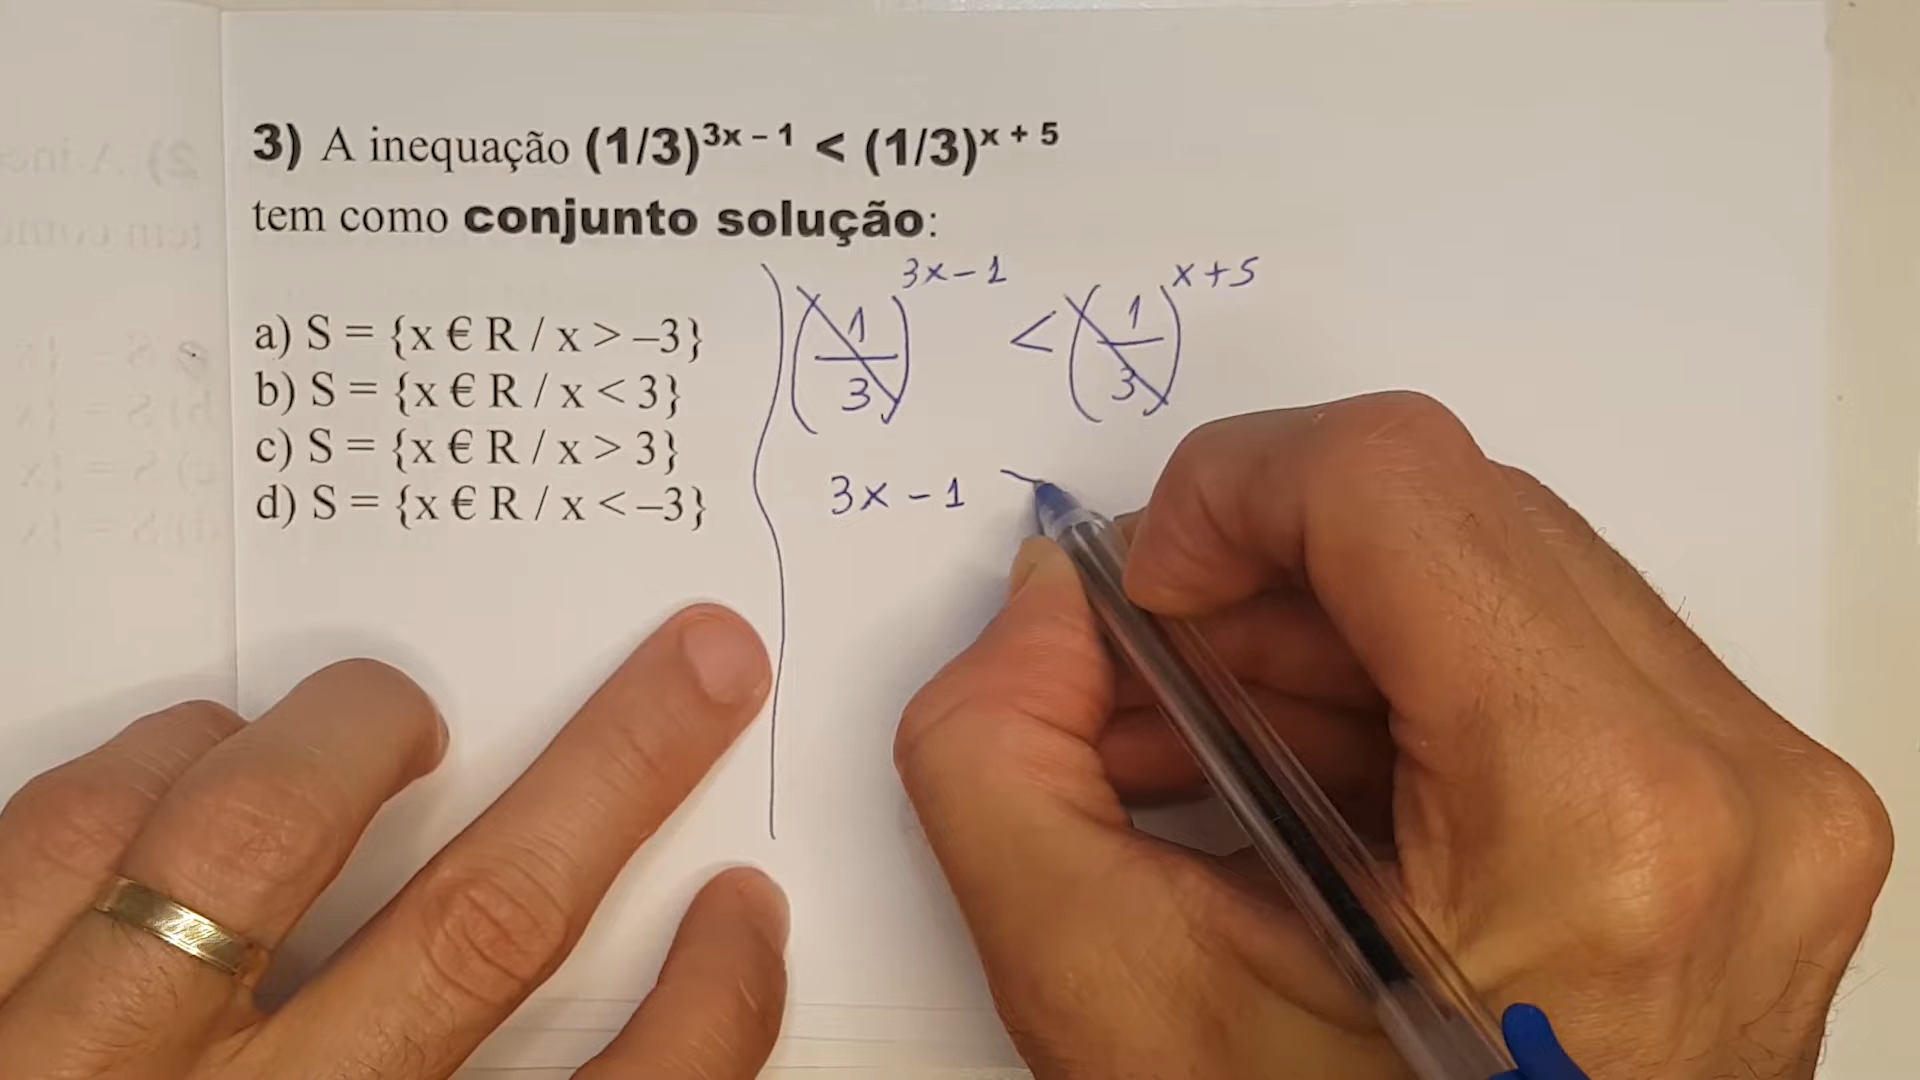 3) A inequação (1/3)³ˣ ⁻ ¹ < (1/3)ˣ ⁺ ⁵
tem como conjunto solução:
a) S = {x € R / x > –3}
b) S = {x € R / x < 3}
c) S = {x € R / x > 3}
d) S = {x € R / x < –3}
(1/3)³ˣ⁻¹ < (1/3)ˣ⁺⁵
3x - 1